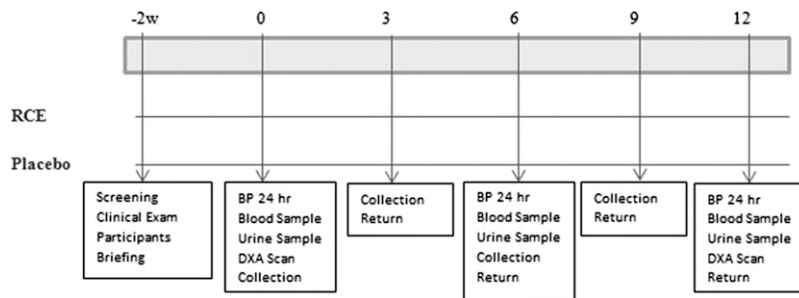 -2w 0 3 6 9 12
RCE
Placebo
Screening
Clinical Exam
Participants
Briefing
BP 24 hr
Blood Sample
Urine Sample
DXA Scan
Collection
Collection
Return
BP 24 hr
Blood Sample
Urine Sample
Collection
Return
Collection
Return
BP 24 hr
Blood Sample
Urine Sample
DXA Scan
Return